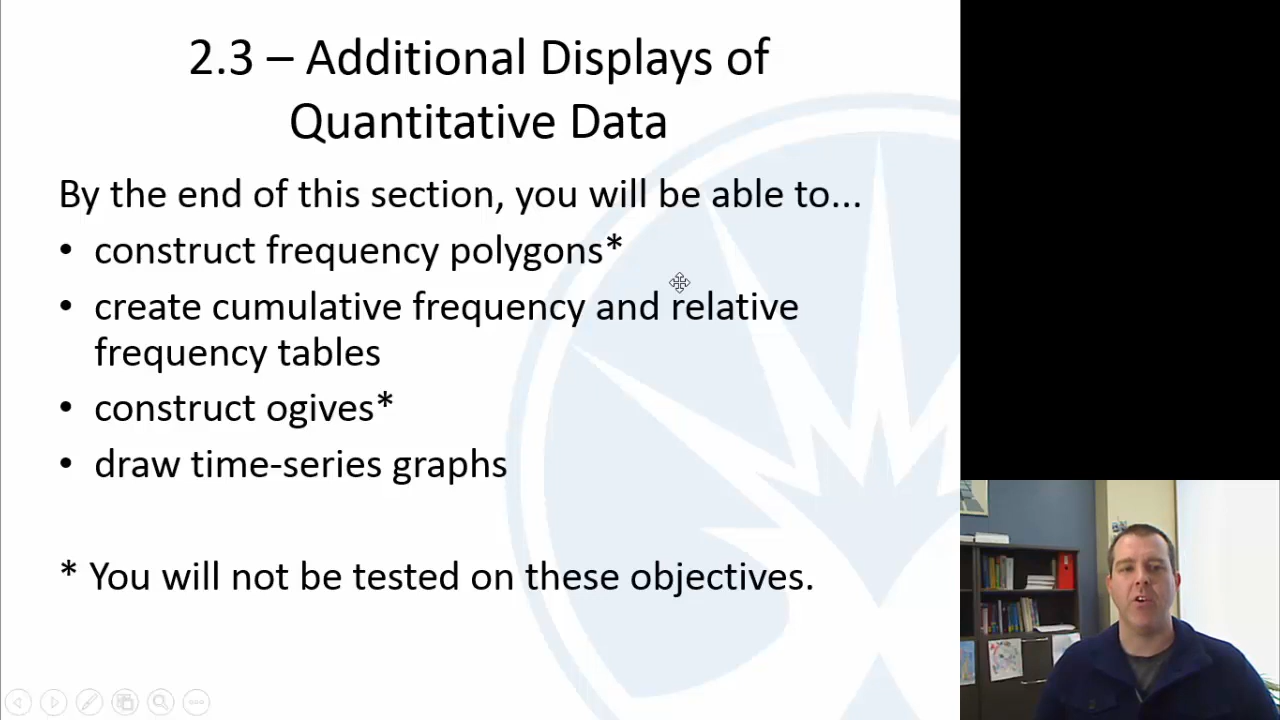 2.3 – Additional Displays of
Quantitative Data
By the end of this section, you will be able to...
• construct frequency polygons*
• create cumulative frequency and relative
frequency tables
• construct ogives*
• draw time-series graphs
* You will not be tested on these objectives.